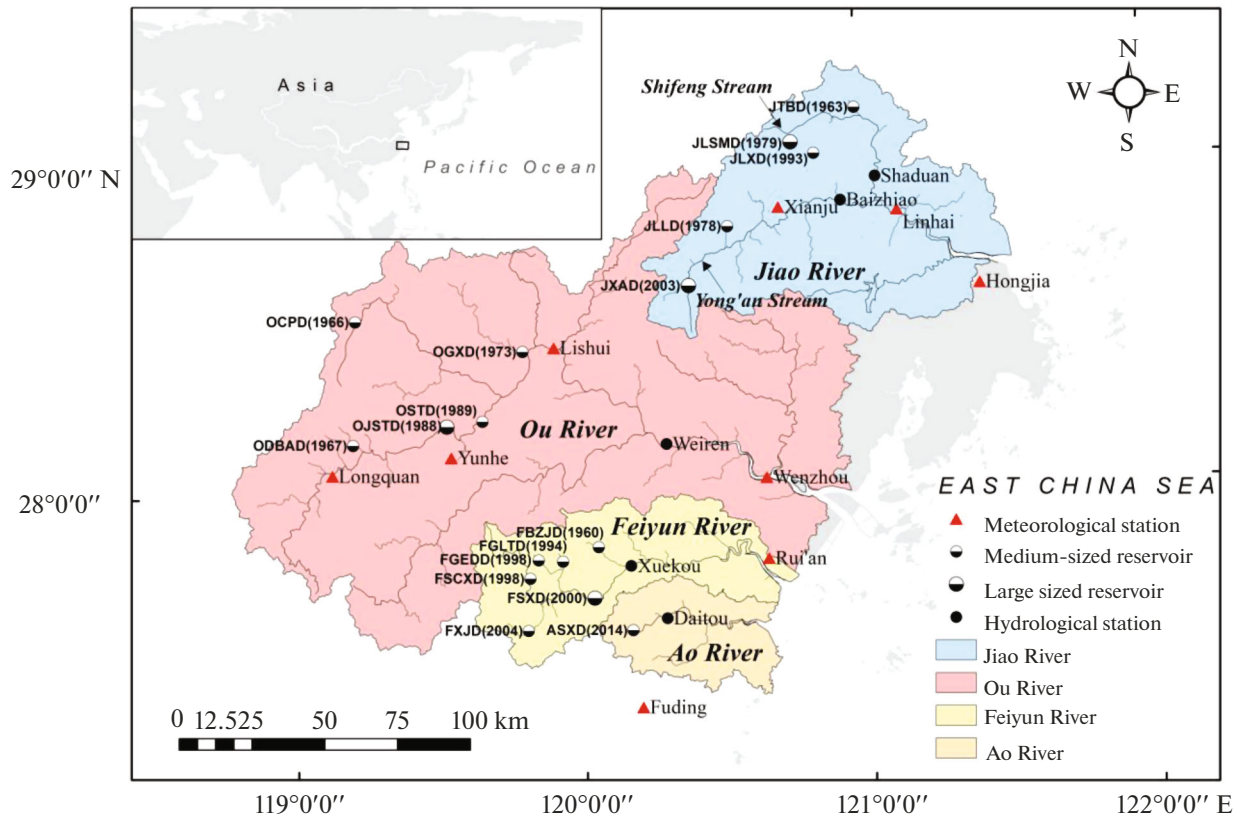 Asia
Pacific Ocean
N
W E
S
29°0'0'' N
28°0'0''
Shifeng Stream
JTBD(1963)
JLSMD(1979)
JLXD(1993)
Shaduan
Baizhiao
Xianju
Linhai
JLLD(1978)
Jiao River
Hongjia
JXAD(2003)
Yong'an Stream
OCPD(1966)
OGXD(1973)
Lishui
OSTD(1989)
OJSTD(1988)
Ou River
Weiren
ODBAD(1967)
Yunhe
Longquan
Wenzhou
Feiyun River
FBZJD(1960)
FGLTD(1994)
FGEDD(1998)
Xuekou
Rui'an
FSCXD(1998)
FSXD(2000)
Daitou
FXJD(2004)
ASXD(2014)
Ao River
Fuding
EAST CHINA SEA
Meteorological station
Medium-sized reservoir
Large sized reservoir
Hydrological station
Jiao River
Ou River
Feiyun River
Ao River
0 12.525 50 75 100 km
119°0'0'' 120°0'0'' 121°0'0'' 122°0'0'' E